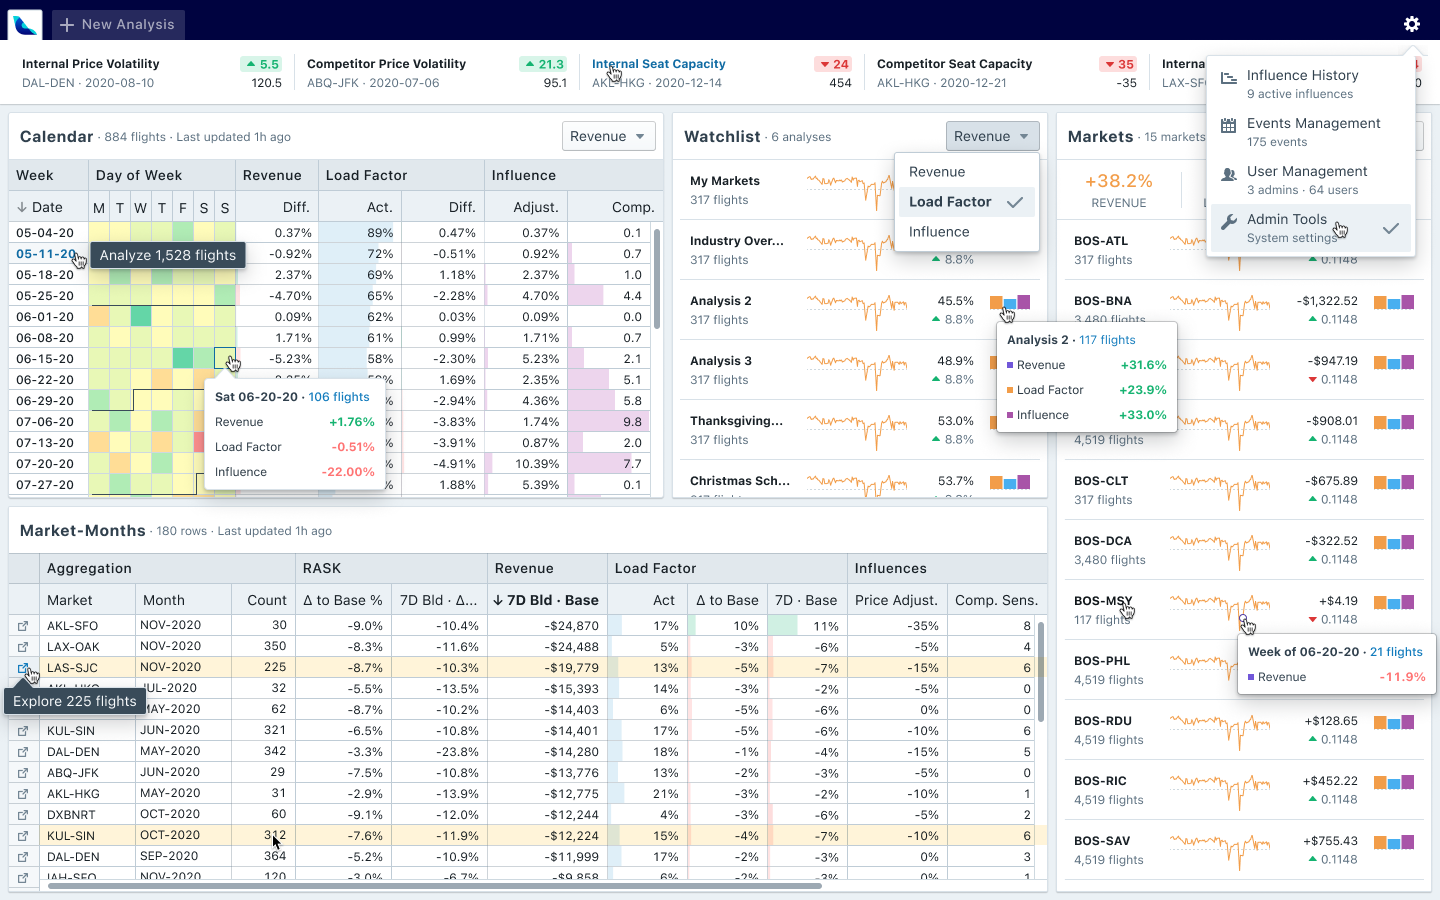 New Analysis
Internal Price Volatility 5.5
DAL-DEN · 2020-08-10 120.5
Competitor Price Volatility 21.3
ABQ-JFK · 2020-07-06 95.1
Internal Seat Capacity 24
AKL-HKG · 2020-12-14 454
Competitor Seat Capacity 35
AKL-HKG · 2020-12-21 -35
Interna
LAX-SF
Influence History
9 active influences
Events Management
175 events
User Management
3 admins · 64 users
Admin Tools
System settings
Calendar · 884 flights · Last updated 1h ago Revenue
Week Day of Week Revenue Load Factor Influence
Date M T W T F S S Diff. Act. Diff. Adjust. Comp.
05-04-20 0.37% 89% 0.47% 0.37% 0.1
05-11-20 -0.92% 72% -0.51% 0.92% 0.7
Analyze 1,528 flights
05-18-20 2.37% 69% 1.18% 2.37% 1.0
05-25-20 -4.70% 65% -2.28% 4.70% 4.4
06-01-20 0.09% 62% 0.03% 0.09% 0.0
06-08-20 1.71% 61% 0.99% 1.71% 0.7
06-15-20 -5.23% 58% -2.30% 5.23% 2.1
06-22-20 1.69% 2.35% 5.1
06-29-20 -2.94% 4.36% 5.8
07-06-20 -3.83% 1.74% 9.8
07-13-20 -3.91% 0.87% 2.0
07-20-20 % -4.91% 10.39% 7.7
07-27-20 1.88% 5.39% 0.1
Sat 06-20-20 · 106 flights
Revenue +1.76%
Load Factor -0.51%
Influence -22.00%
Watchlist · 6 analyses Revenue
Revenue
Load Factor
Influence
My Markets
317 flights
Industry Over...
317 flights 8.8%
Analysis 2 45.5%
317 flights 8.8%
Analysis 3 48.9%
317 flights 8.8%
Thanksgiving... 53.0%
317 flights 8.8%
Christmas Sch... 53.7%
317 flights 8.8%
Analysis 2 · 117 flights
Revenue +31.6%
Load Factor +23.9%
Influence +33.0%
Markets · 15 markets
+38.2%
REVENUE
BOS-ATL
317 flights 0.1148
BOS-BNA -$1,322.52
3,480 flights 0.1148
-$947.19
0.1148
-$908.01
4,519 flights 0.1148
BOS-CLT -$675.89
317 flights 0.1148
BOS-DCA -$322.52
3,480 flights 0.1148
BOS-MSY +$4.19
117 flights 0.1148
Week of 06-20-20 · 21 flights
Revenue -11.9%
BOS-PHL
4,519 flights
BOS-RDU +$128.65
4,519 flights 0.1148
BOS-RIC +$452.22
4,519 flights 0.1148
BOS-SAV +$755.43
4,519 flights 0.1148
Market-Months · 180 rows · Last updated 1h ago
Aggregation RASK Revenue Load Factor Influences
Market Month Count Δ to Base % 7D Bld · Δ... 7D Bld · Base Act Δ to Base 7D · Base Price Adjust. Comp. Sens.
AKL-SFO NOV-2020 30 -9.0% -10.4% -$24,870 17% 10% 11% -35% 8
LAX-OAK NOV-2020 350 -8.3% -11.6% -$24,488 5% -3% -6% -5% 4
LAS-SJC NOV-2020 225 -8.7% -10.3% -$19,779 13% -5% -7% -15% 6
AKL-HKG JUL-2020 32 -5.5% -13.5% -$15,393 14% -3% -2% -5% 0
Explore 225 flights
MAY-2020 62 -8.7% -10.2% -$14,403 6% -5% -6% 0% 0
KUL-SIN JUN-2020 321 -6.5% -10.8% -$14,401 17% -5% -6% -10% 6
DAL-DEN MAY-2020 342 -3.3% -23.8% -$14,280 18% -1% -4% -15% 5
ABQ-JFK JUN-2020 29 -7.5% -10.8% -$13,776 13% -2% -3% -5% 0
AKL-HKG MAY-2020 31 -2.9% -13.9% -$12,775 21% -3% -2% -10% 1
DXBNRT OCT-2020 60 -9.1% -12.0% -$12,244 4% -3% -6% -5% 2
KUL-SIN OCT-2020 312 -7.6% -11.9% -$12,224 15% -4% -7% -10% 6
DAL-DEN SEP-2020 364 -5.2% -10.9% -$11,999 17% -2% -3% 0% 3
IAH-SFO NOV-2020 120 -3.0% -6.7% -$9,858 6% -2% -3% 0% 1